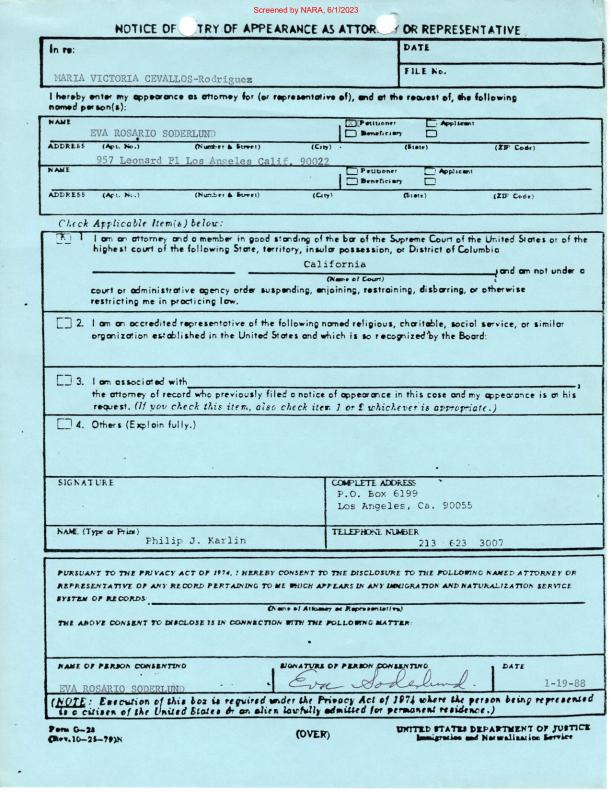 Screened by NARA, 6/1/2023
NOTICE OF TRY OF APPEARANCE AS ATTOR Y OR REPRESENTATIVE
In re:
DATE
MARIA VICTORIA CEVALLOS-Rodriguez
FILE No.
I hereby enter my appearance as attorney for (or representative of), and at the request of, the following
named person(s):
NAME
Petitioner Applicant
EVA ROSARIO SODERLUND
Beneficiary
ADDRESS (Apt. No.) (Number & Street) (City) (State) (ZIP Code)
957 Leonard Pl Los Angeles Calif. 90022
NAME
Petitioner Applicant
Beneficiary
ADDRESS (Apt. No.) (Number & Street) (City) (State) (ZIP Code)
Check Applicable Item(s) below:
X 1 I am an attorney and a member in good standing of the bar of the Supreme Court of the United States or of the
highest court of the following State, territory, insular possession, or District of Columbia
California
and am not under a
(Name of Court)
court or administrative agency order suspending, enjoining, restraining, disbarring, or otherwise
restricting me in practicing law.
2. I am an accredited representative of the following named religious, charitable, social service, or similar
organization established in the United States and which is so recognized by the Board:
3. I am associated with ,
the attorney of record who previously filed a notice of appearance in this case and my appearance is at his
request. (If you check this item, also check item 1 or 2 whichever is appropriate.)
4. Others (Explain fully.)
SIGNATURE
COMPLETE ADDRESS
P.O. Box 6199
Los Angeles, Ca. 90055
NAME (Type or Print)
Philip J. Karlin
TELEPHONE NUMBER
213 623 3007
PURSUANT TO THE PRIVACY ACT OF 1974, I HEREBY CONSENT TO THE DISCLOSURE TO THE FOLLOWING NAMED ATTORNEY OR
REPRESENTATIVE OF ANY RECORD PERTAINING TO ME WHICH APPEARS IN ANY IMMIGRATION AND NATURALIZATION SERVICE
SYSTEM OF RECORDS:
(Name of Attorney or Representative)
THE ABOVE CONSENT TO DISCLOSE IS IN CONNECTION WITH THE FOLLOWING MATTER:
NAME OF PERSON CONSENTING
SIGNATURE OF PERSON CONSENTING
DATE
EVA ROSARIO SODERLUND
Eva Soderlund.
1-19-88
(NOTE: Execution of this box is required under the Privacy Act of 1974 where the person being represented
is a citizen of the United States or an alien lawfully admitted for permanent residence.)
Form G-28
(Rev. 10-25-79)N
(OVER)
UNITED STATES DEPARTMENT OF JUSTICE
Immigration and Naturalization Service